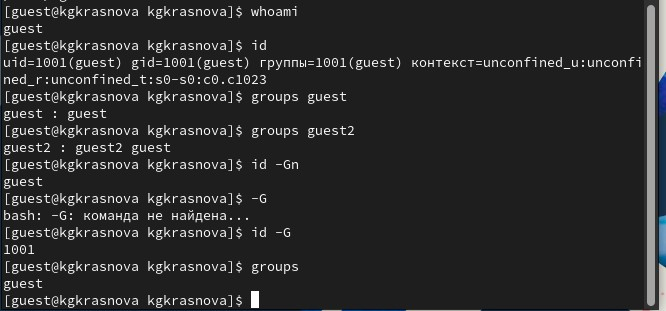 [guest@kgkrasnova kgkrasnova]$ whoami
guest
[guest@kgkrasnova kgkrasnova]$ id
uid=1001(guest) gid=1001(guest) группы=1001(guest) контекст=unconfined_u:unconfi
ned_r:unconfined_t:s0-s0:c0.c1023
[guest@kgkrasnova kgkrasnova]$ groups guest
guest : guest
[guest@kgkrasnova kgkrasnova]$ groups guest2
guest2 : guest2 guest
[guest@kgkrasnova kgkrasnova]$ id -Gn
guest
[guest@kgkrasnova kgkrasnova]$ -G
bash: -G: команда не найдена...
[guest@kgkrasnova kgkrasnova]$ id -G
1001
[guest@kgkrasnova kgkrasnova]$ groups
guest
[guest@kgkrasnova kgkrasnova]$